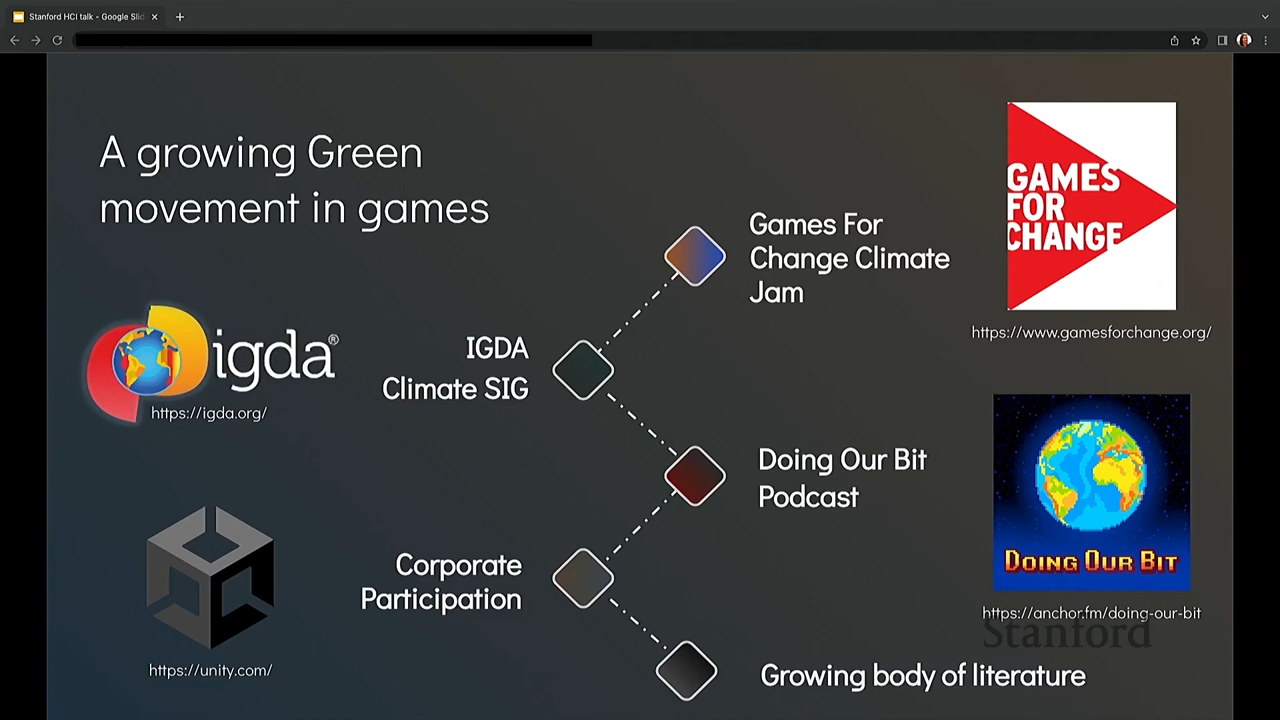 Stanford HCI talk - Google Slid
A growing Green
movement in games
Games For
Change Climate
Jam
GAMES
FOR
CHANGE
https://www.gamesforchange.org/
igda®
https://igda.org/
IGDA
Climate SIG
Doing Our Bit
Podcast
DOING OUR BIT
https://anchor.fm/doing-our-bit
Stanford
Corporate
Participation
https://unity.com/
Growing body of literature